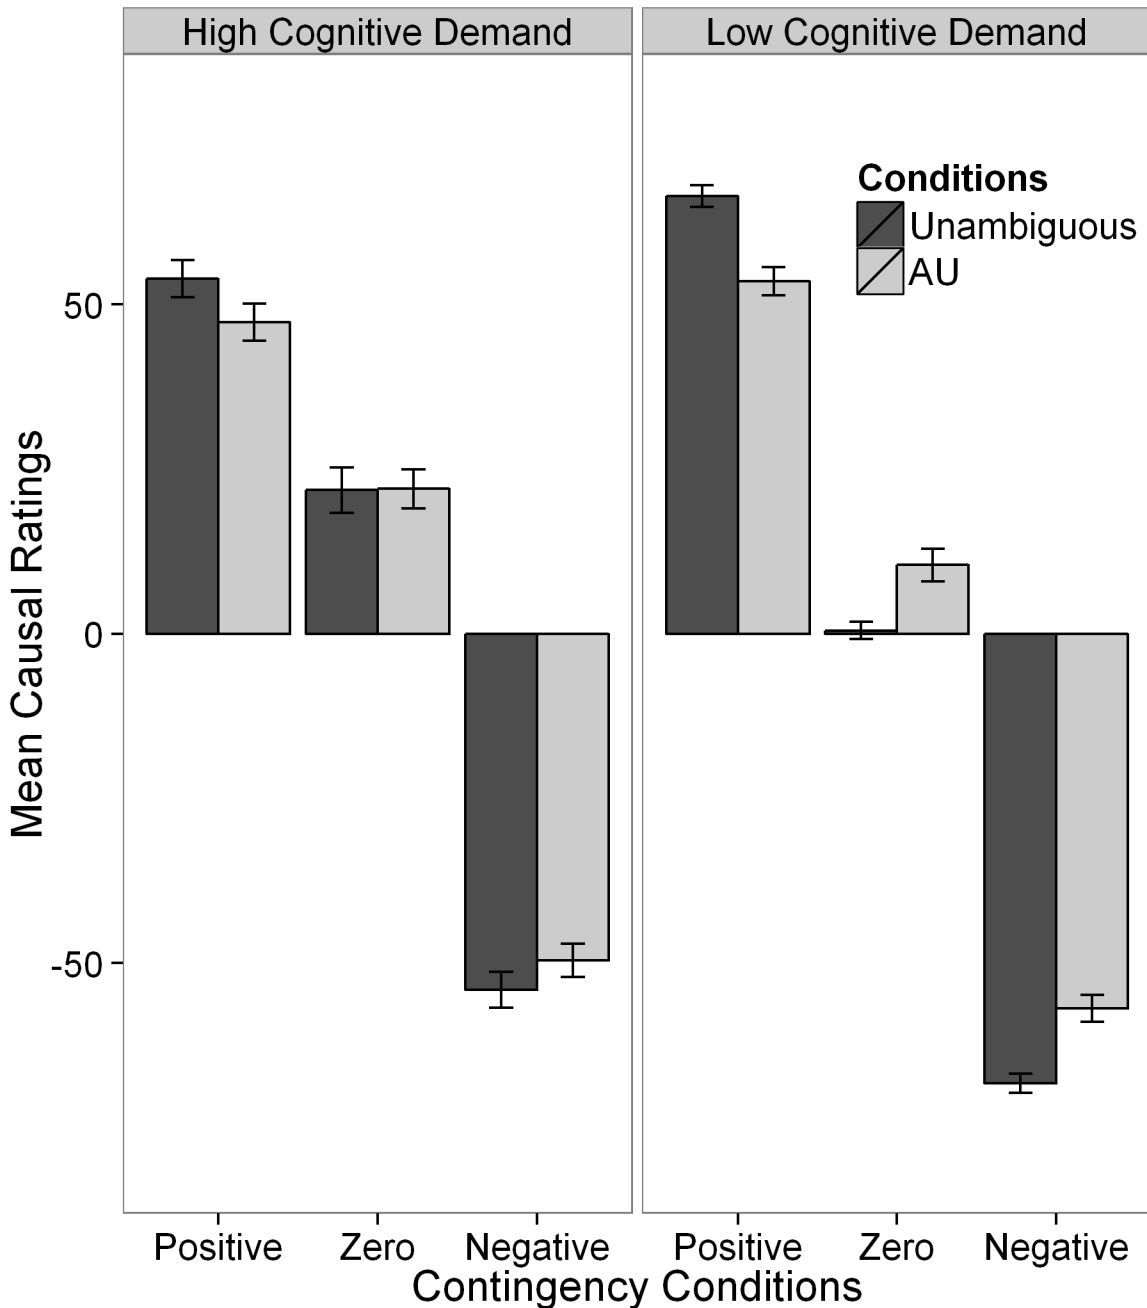 High Cognitive Demand
Low Cognitive Demand
Conditions
Unambiguous
AU
50
0
-50
Mean Causal Ratings
Positive Zero Negative
Positive Zero Negative
Contingency Conditions